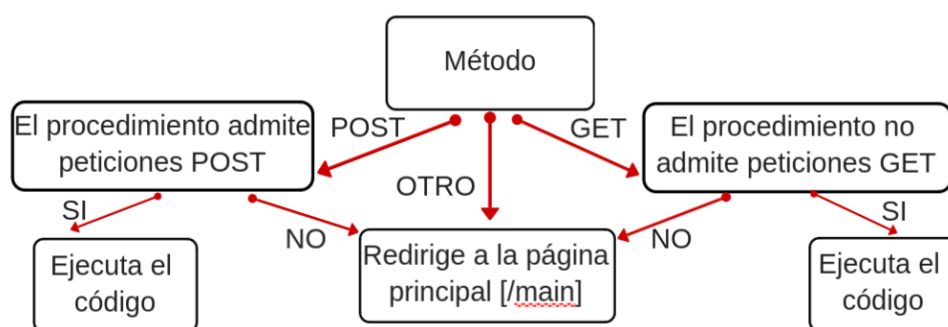 Método
El procedimiento admite
peticiones POST
POST
GET
El procedimiento no
admite peticiones GET
OTRO
SI
NO
NO
SI
Ejecuta el
código
Redirige a la página
principal [/main]
Ejecuta el
código